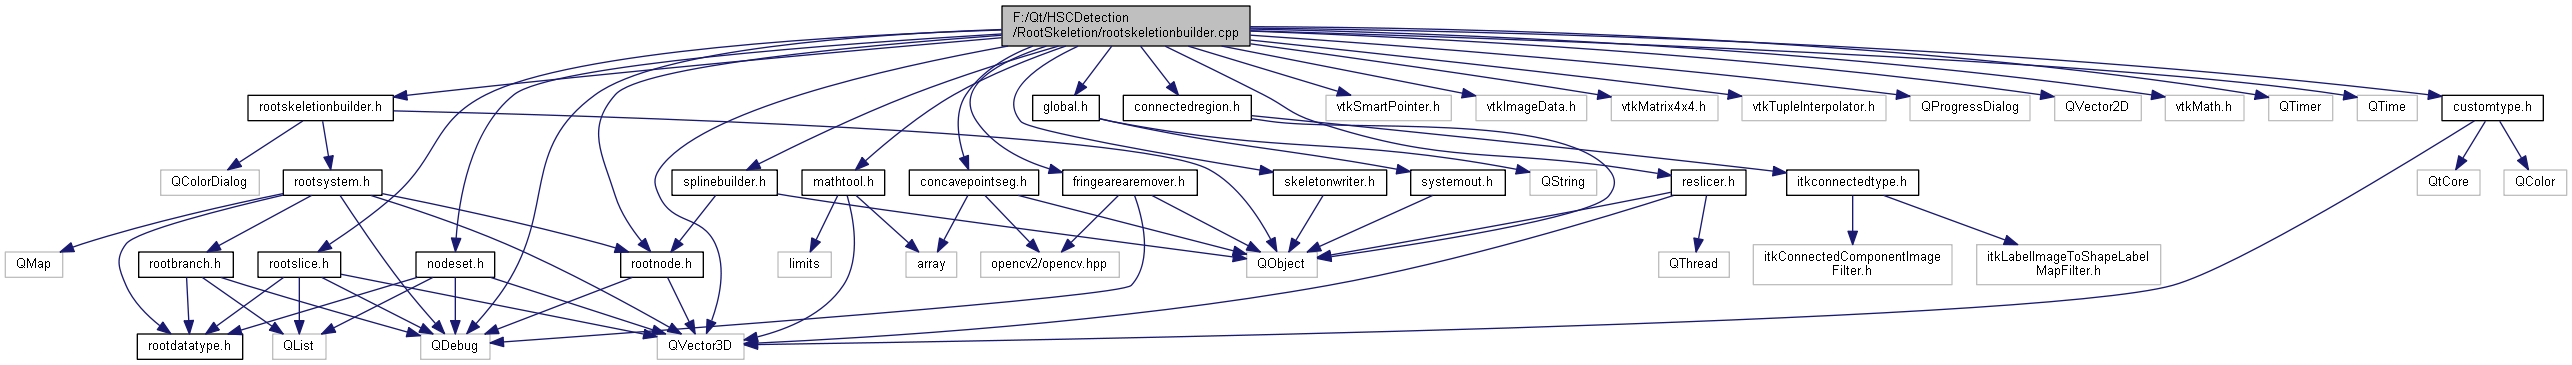 F:/Qt/HSCDetection
/RootSkeletion/rootskeletionbuilder.cpp
rootskeletionbuilder.h
global.h
connectedregion.h
vtkSmartPointer.h
vtkImageData.h
vtkMatrix4x4.h
vtkTupleInterpolator.h
QProgressDialog
QVector2D
vtkMath.h
QTimer
QTime
customtype.h
QColorDialog
rootsystem.h
splinebuilder.h
mathtool.h
concavepointseg.h
fringearearemover.h
skeletonwriter.h
systemout.h
QString
reslicer.h
itkconnectedtype.h
QtCore
QColor
QMap
rootbranch.h
rootslice.h
nodeset.h
rootnode.h
limits
array
opencv2/opencv.hpp
QObject
QThread
itkConnectedComponentImage
Filter.h
itkLabelImageToShapeLabel
MapFilter.h
rootdatatype.h
QList
QDebug
QVector3D